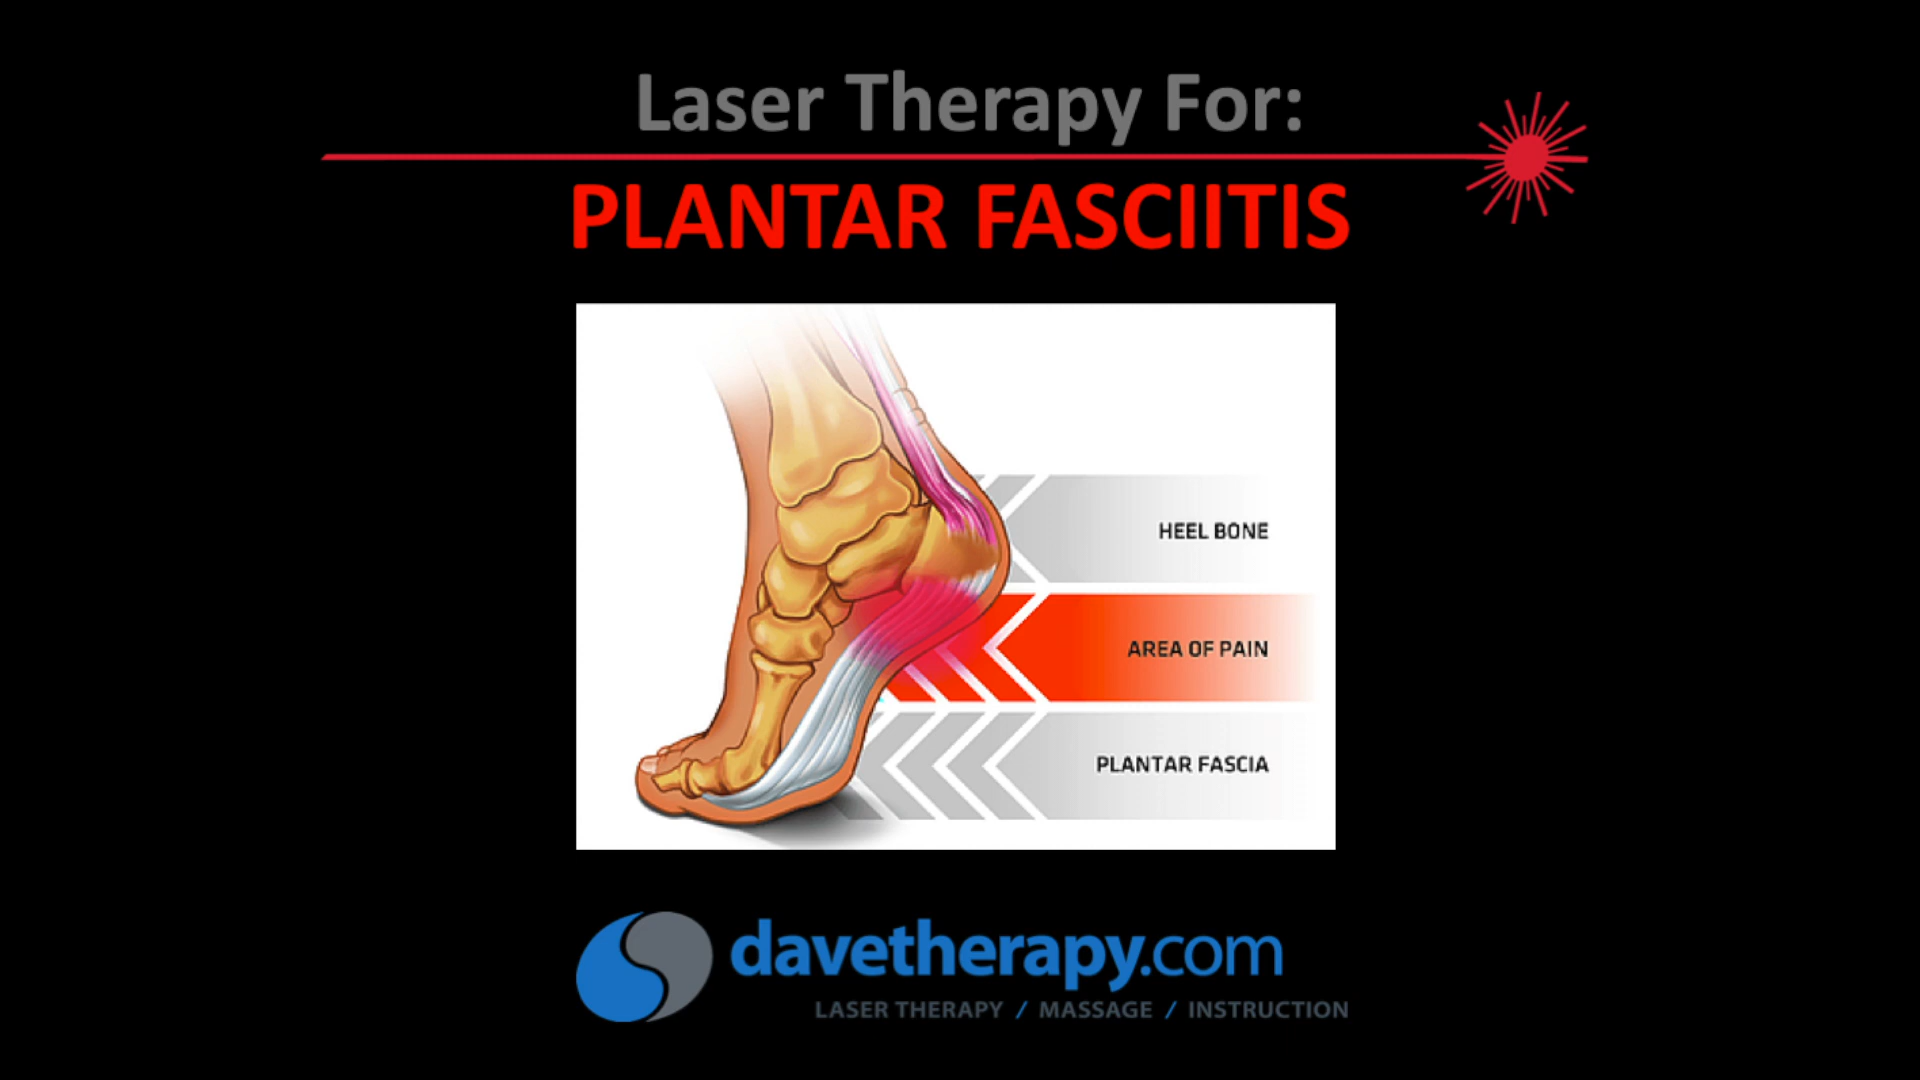 Laser Therapy For:
PLANTAR FASCIITIS
HEEL BONE
AREA OF PAIN
PLANTAR FASCIA
davetherapy.com
LASER THERAPY / MASSAGE / INSTRUCTION